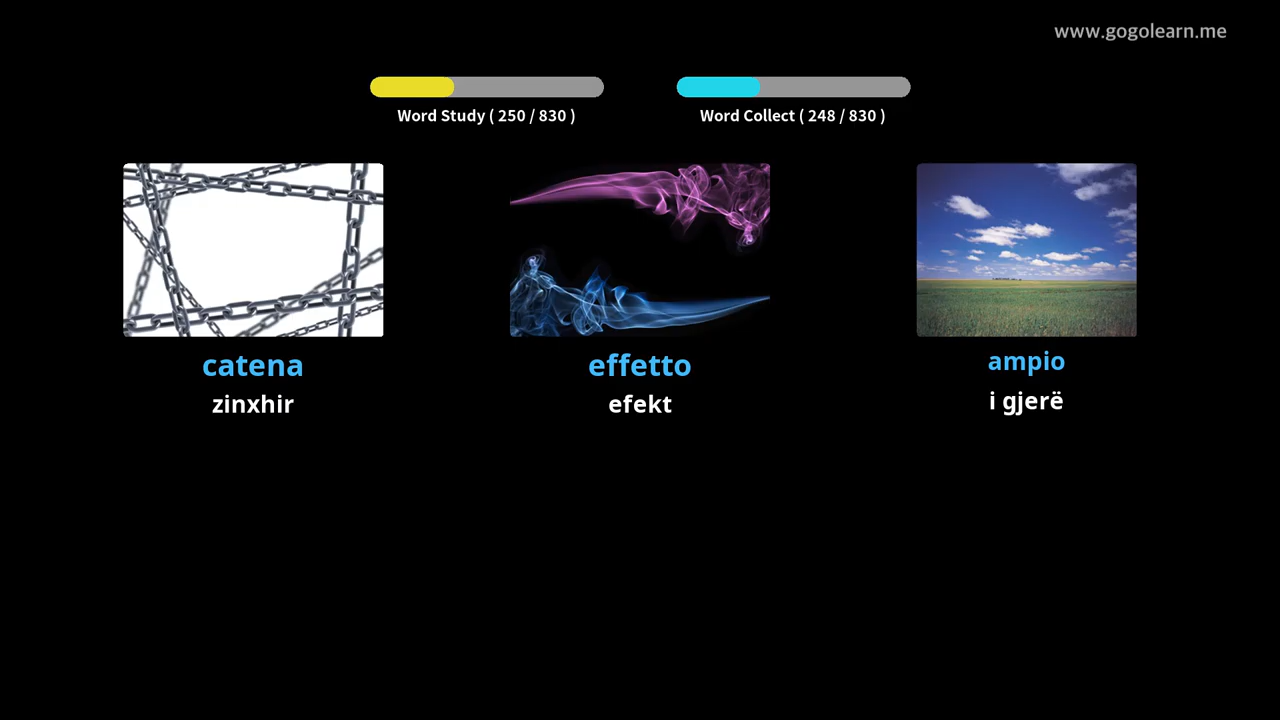 www.gogolearn.me
Word Study ( 250 / 830 )
Word Collect ( 248 / 830 )
catena
zinxhir
effetto
efekt
ampio
i gjerë